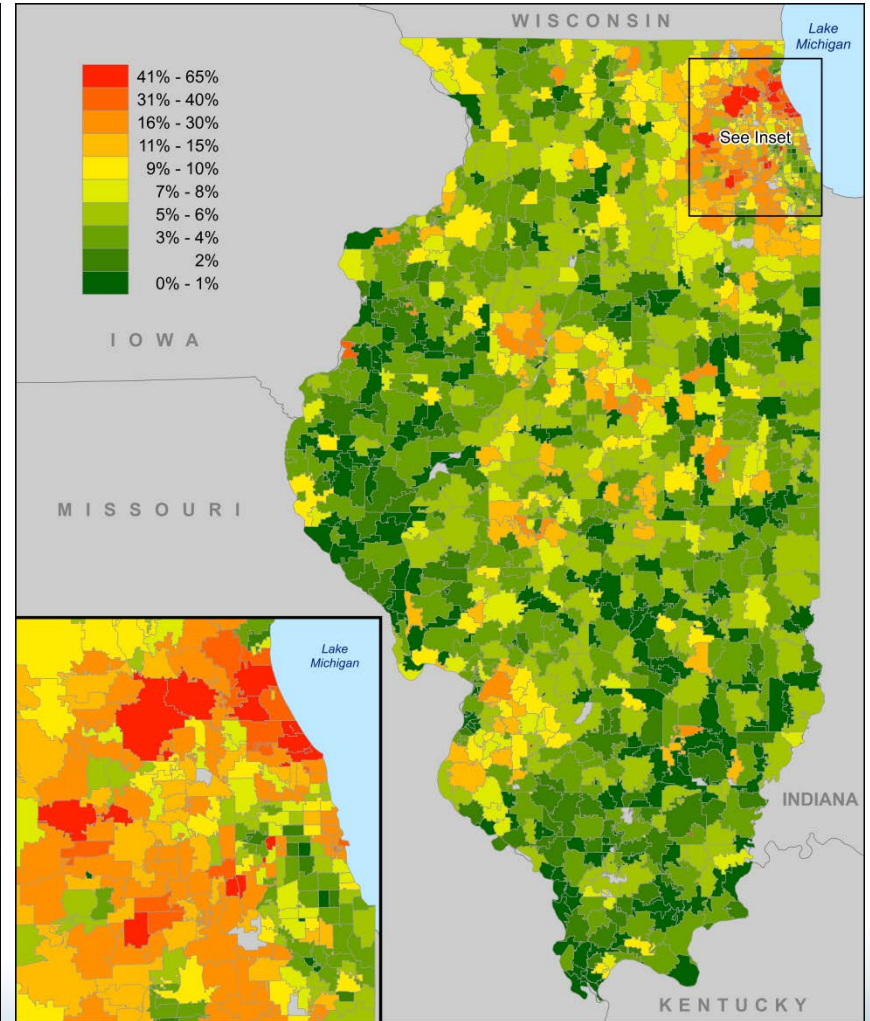 WISCONSIN
Lake
Michigan
41% - 65%
31% - 40%
16% - 30%
11% - 15%
9% - 10%
7% - 8%
5% - 6%
3% - 4%
2%
0% - 1%
See Inset
IOWA
MISSOURI
Lake
Michigan
INDIANA
KENTUCKY